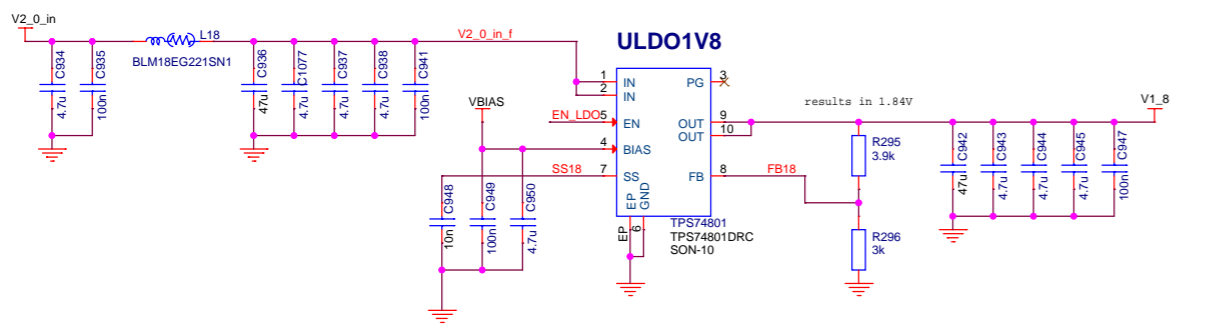 V2_0_in
L18
BLM18EG221SN1
C934
4.7u
C935
100n
C936
47u
C1077
4.7u
C937
4.7u
C938
4.7u
C941
100n
V2_0_in_f
ULDO1V8
1
IN
2
IN
PG
3
VBIAS
EN_LDO
5
EN
4
BIAS
SS18
7
SS
OUT
9
OUT
10
FB
8
FB18
EP
GND
EP
6
TPS74801
TPS74801DRC
SON-10
C948
10n
C949
100n
C950
4.7u
results in 1.84V
V1_8
R295
3.9k
R296
3k
C942
47u
C943
4.7u
C944
4.7u
C945
4.7u
C947
100n